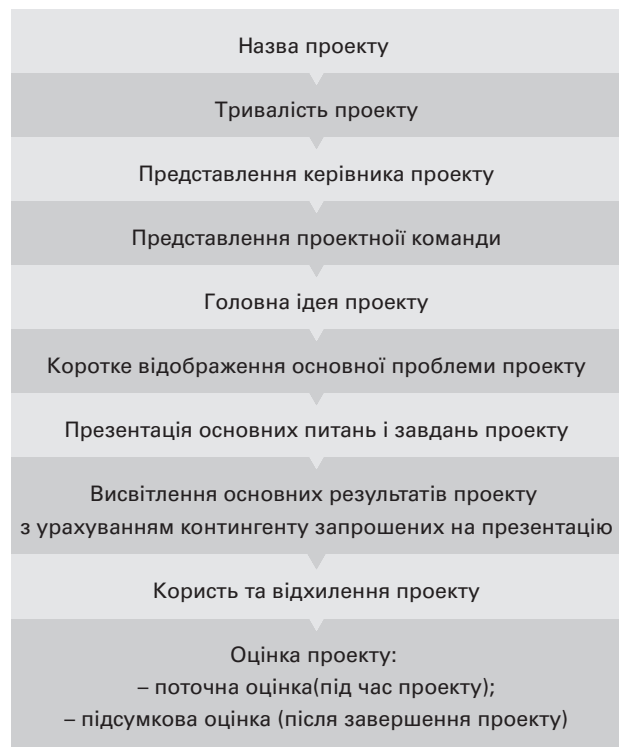 Назва проекту
Тривалість проекту
Представлення керівника проекту
Представлення проектноїї команди
Головна ідея проекту
Коротке відображення основної проблеми проекту
Презентація основних питань і завдань проекту
Висвітлення основних результатів проекту
з урахуванням контингенту запрошених на презентацію
Користь та відхилення проекту
Оцінка проекту:
– поточна оцінка(під час проекту);
– підсумкова оцінка (після завершення проекту)